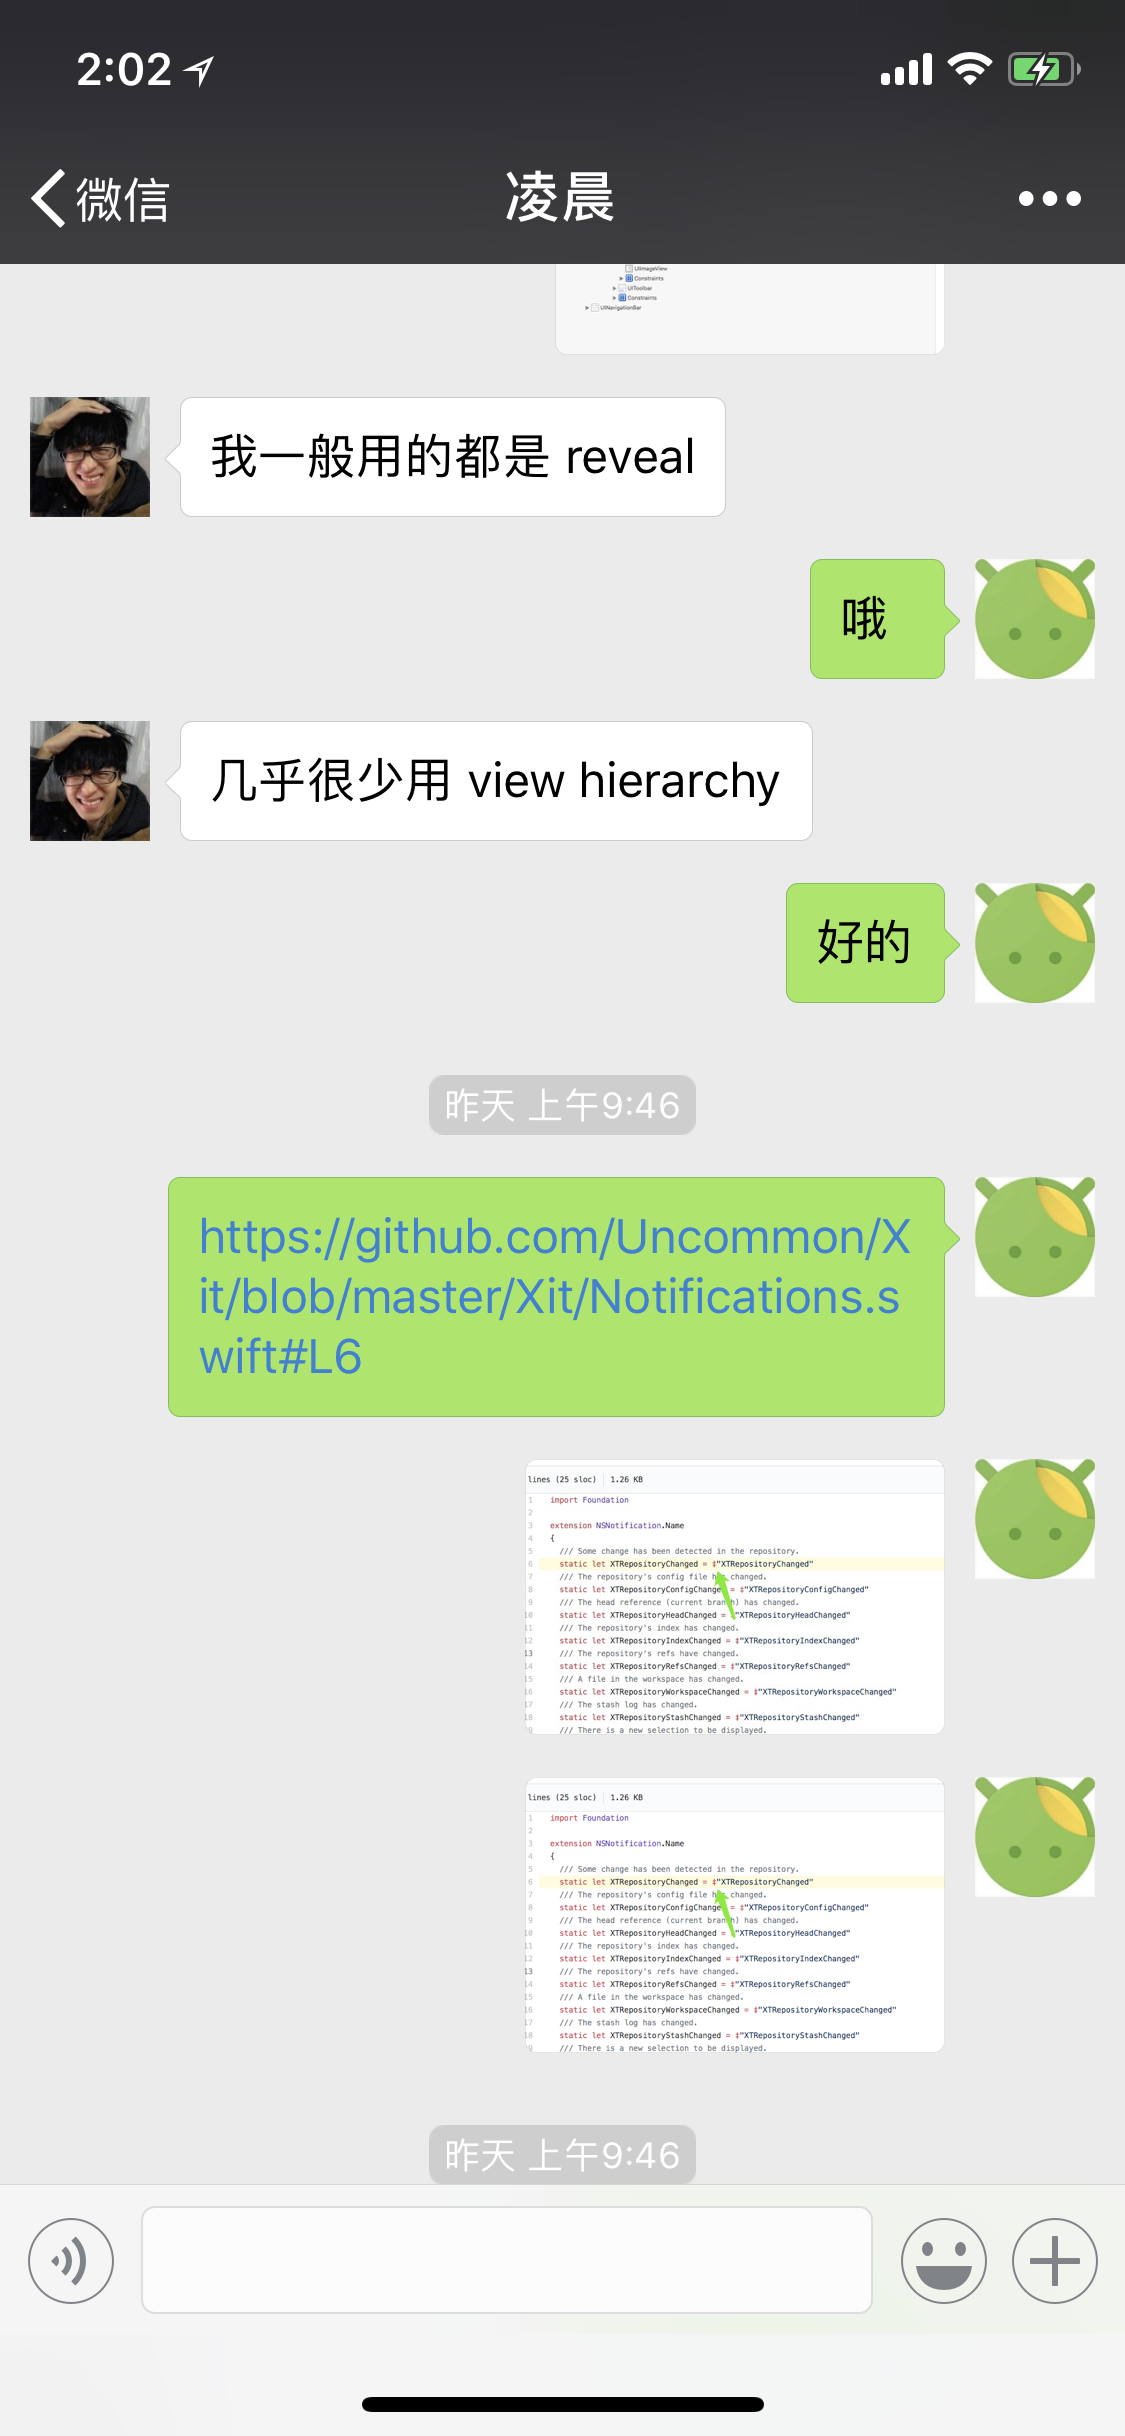 2:02
微信
凌晨
UIImageView
Constraints
UIToolbar
Constraints
UINavigationBar
我一般用的都是 reveal
哦
几乎很少用 view hierarchy
好的
昨天 上午9:46
https://github.com/Uncommon/X
it/blob/master/Xit/Notifications.s
wift#L6
lines (25 sloc) 1.26 KB
1 import Foundation
2
3 extension NSNotification.Name
4 {
5 /// Some change has been detected in the repository.
6 static let XTRepositoryChanged = ‡"XTRepositoryChanged"
7 /// The repository's config file changed.
8 static let XTRepositoryConfigChange = ‡"XTRepositoryConfigChanged"
9 /// The head reference (current branch) has changed.
10 static let XTRepositoryHeadChanged = "XTRepositoryHeadChanged"
11 /// The repository's index has changed.
12 static let XTRepositoryIndexChanged = ‡"XTRepositoryIndexChanged"
13 /// The repository's refs have changed.
14 static let XTRepositoryRefsChanged = ‡"XTRepositoryRefsChanged"
15 /// A file in the workspace has changed.
16 static let XTRepositoryWorkspaceChanged = ‡"XTRepositoryWorkspaceChanged"
17 /// The stash log has changed.
18 static let XTRepositoryStashChanged = ‡"XTRepositoryStashChanged"
9 /// There is a new selection to be displayed.
lines (25 sloc) 1.26 KB
1 import Foundation
2
3 extension NSNotification.Name
4 {
5 /// Some change has been detected in the repository.
6 static let XTRepositoryChanged = ‡"XTRepositoryChanged"
7 /// The repository's config file changed.
8 static let XTRepositoryConfigChange = ‡"XTRepositoryConfigChanged"
9 /// The head reference (current branch) has changed.
10 static let XTRepositoryHeadChanged = "XTRepositoryHeadChanged"
11 /// The repository's index has changed.
12 static let XTRepositoryIndexChanged = ‡"XTRepositoryIndexChanged"
13 /// The repository's refs have changed.
14 static let XTRepositoryRefsChanged = ‡"XTRepositoryRefsChanged"
15 /// A file in the workspace has changed.
16 static let XTRepositoryWorkspaceChanged = ‡"XTRepositoryWorkspaceChanged"
17 /// The stash log has changed.
18 static let XTRepositoryStashChanged = ‡"XTRepositoryStashChanged"
9 /// There is a new selection to be displayed.
昨天 上午9:46